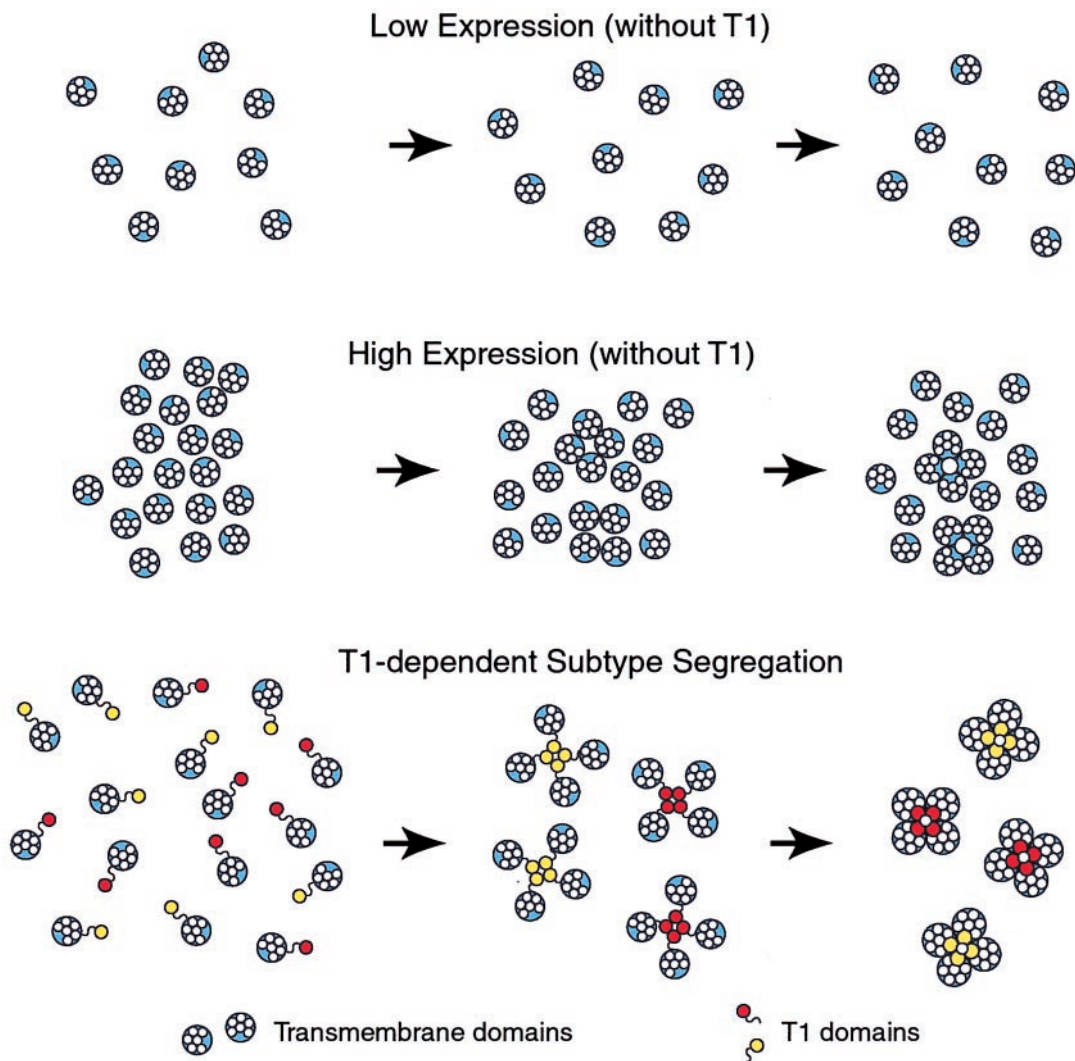 Low Expression (without T1)
High Expression (without T1)
T1-dependent Subtype Segregation
Transmembrane domains
T1 domains